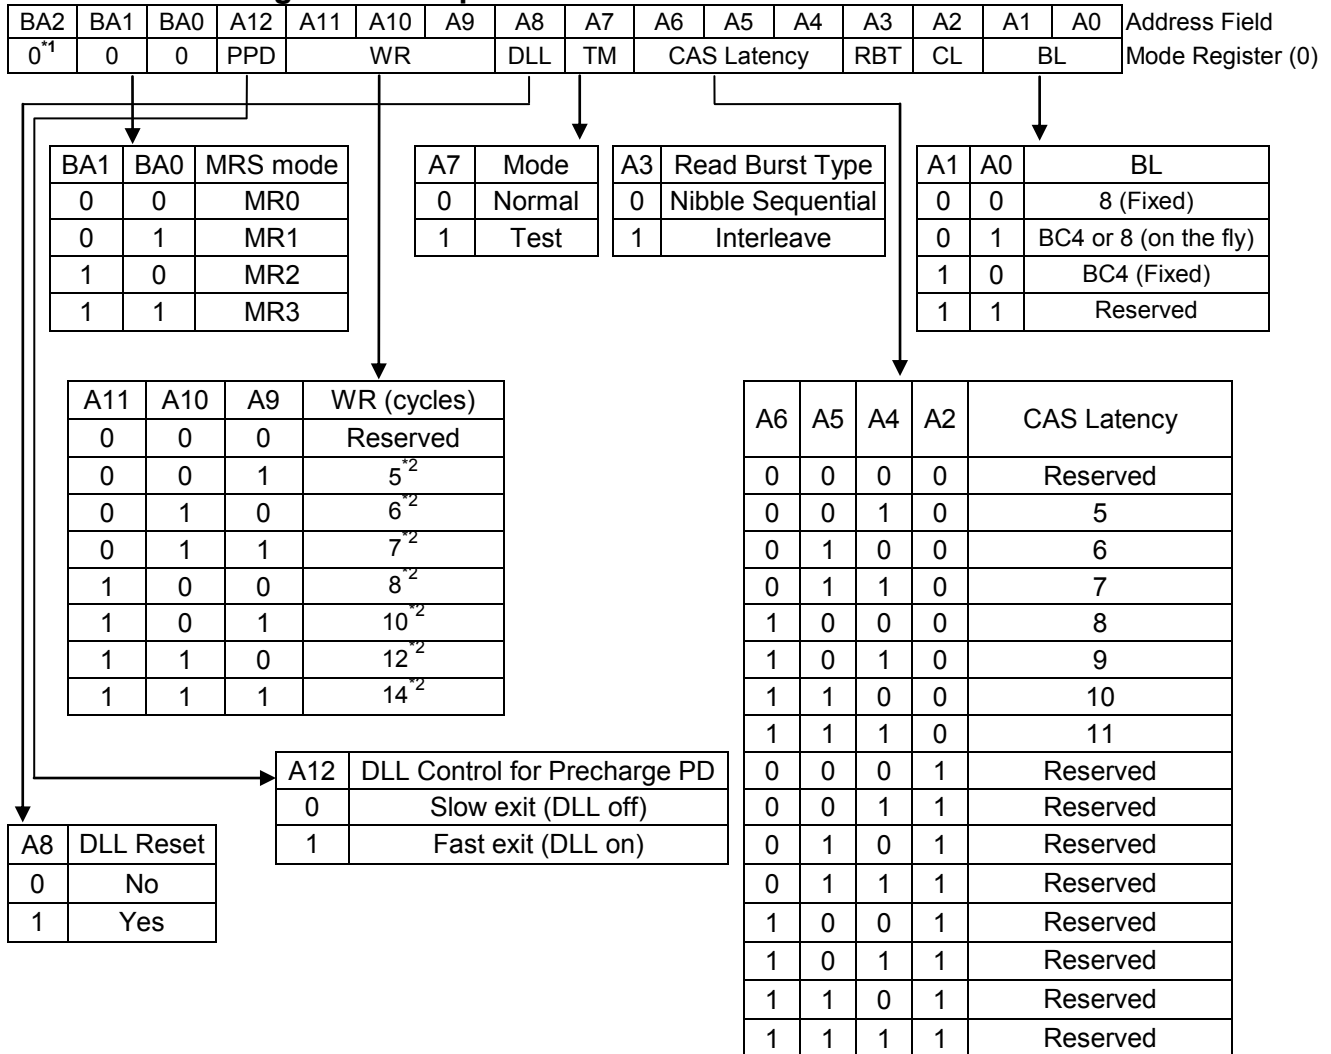 BA2 BA1 BA0 A12 A11 A10 A9 A8 A7 A6 A5 A4 A3 A2 A1 A0 Address Field
0*1 0 0 PPD WR DLL TM CAS Latency RBT CL BL Mode Register (0)
BA1 BA0 MRS mode
0 0 MR0
0 1 MR1
1 0 MR2
1 1 MR3
A7 Mode
0 Normal
1 Test
A3 Read Burst Type
0 Nibble Sequential
1 Interleave
A1 A0 BL
0 0 8 (Fixed)
0 1 BC4 or 8 (on the fly)
1 0 BC4 (Fixed)
1 1 Reserved
A11 A10 A9 WR (cycles)
0 0 0 Reserved
0 0 1 5*2
0 1 0 6*2
0 1 1 7*2
1 0 0 8*2
1 0 1 10*2
1 1 0 12*2
1 1 1 14*2
A6 A5 A4 A2 CAS Latency
0 0 0 0 Reserved
0 0 1 0 5
0 1 0 0 6
0 1 1 0 7
1 0 0 0 8
1 0 1 0 9
1 1 0 0 10
1 1 1 0 11
0 0 0 1 Reserved
0 0 1 1 Reserved
0 1 0 1 Reserved
0 1 1 1 Reserved
1 0 0 1 Reserved
1 0 1 1 Reserved
1 1 0 1 Reserved
1 1 1 1 Reserved
A12 DLL Control for Precharge PD
0 Slow exit (DLL off)
1 Fast exit (DLL on)
A8 DLL Reset
0 No
1 Yes